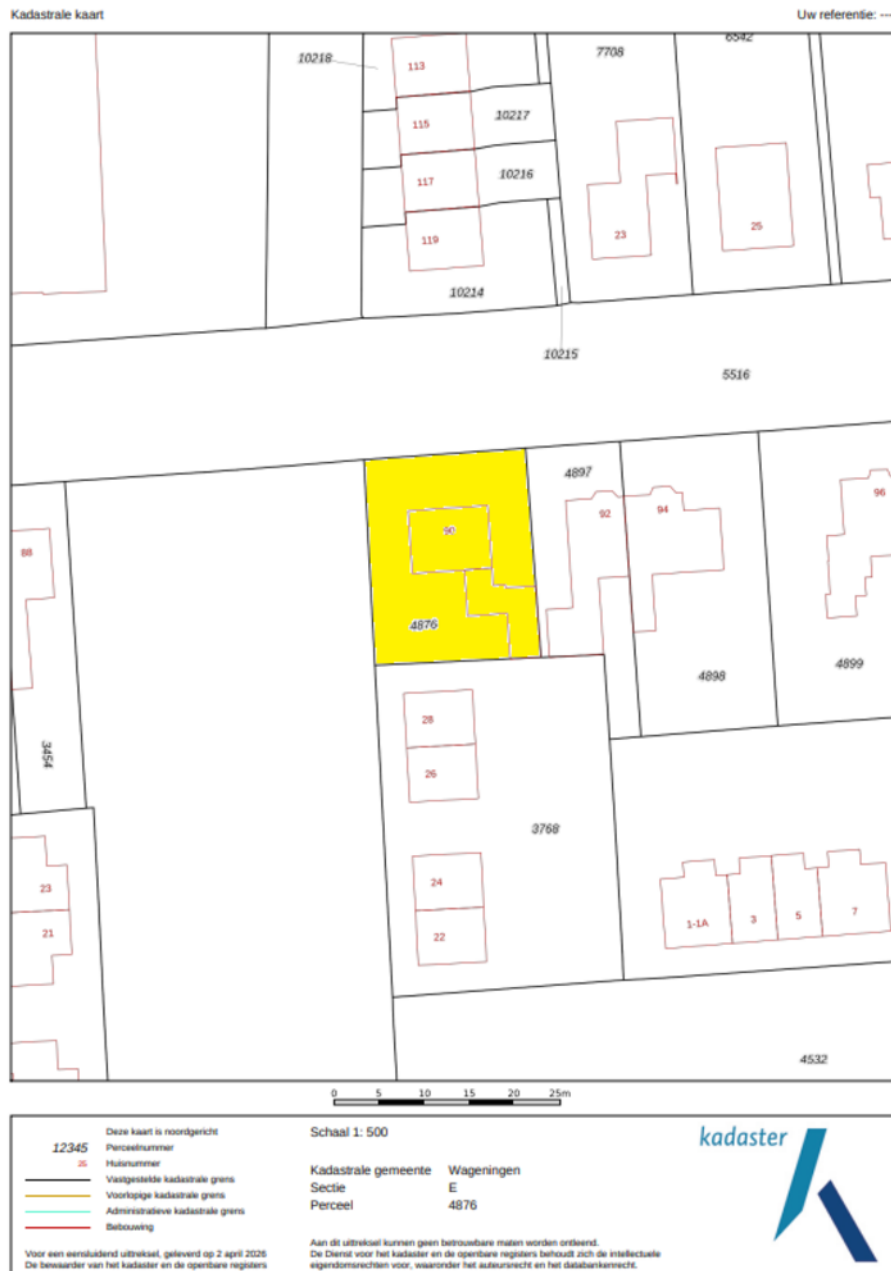 Kadastrale kaart
Uw referentie: ---
10218
113
7708
6542
115
10217
117
10216
119
23
25
10214
10215
5516
4897
92
94
96
88
90
4876
4898
4899
3454
28
26
3768
24
22
23
21
1-1A
3
5
7
4532
0 5 10 15 20 25m
Deze kaart is noordgericht
12345 Perceelnummer
25 Huisnummer
Vastgestelde kadastrale grens
Voorlopige kadastrale grens
Administratieve kadastrale grens
Bebouwing
Voor een eensluidend uittreksel, geleverd op 2 april 2026
De bewaarder van het kadaster en de openbare registers
Schaal 1: 500
Kadastrale gemeente Wageningen
Sectie E
Perceel 4876
Aan dit uittreksel kunnen geen betrouwbare maten worden ontleend.
De Dienst voor het kadaster en de openbare registers behoudt zich de intellectuele
eigendomsrechten voor, waaronder het auteursrecht en het databankenrecht.
kadaster